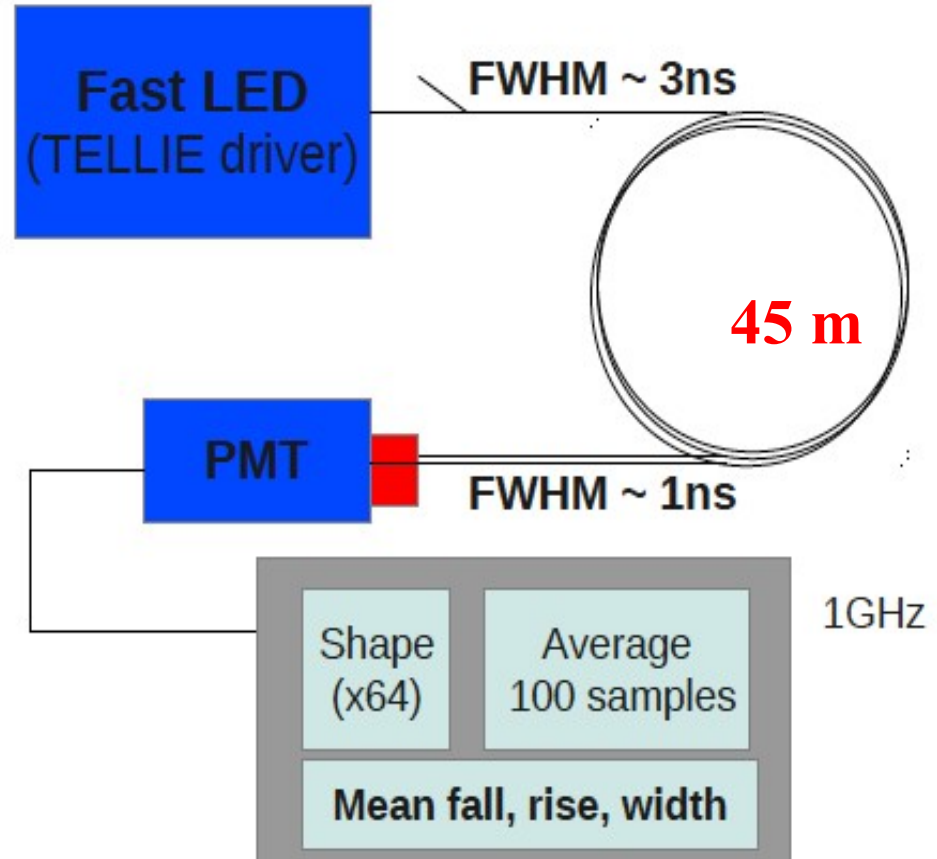 Fast LED
(TELLIE driver)
FWHM ~ 3ns
45 m
PMT
FWHM ~ 1ns
1GHz
Shape
(x64)
Average
100 samples
Mean fall, rise, width